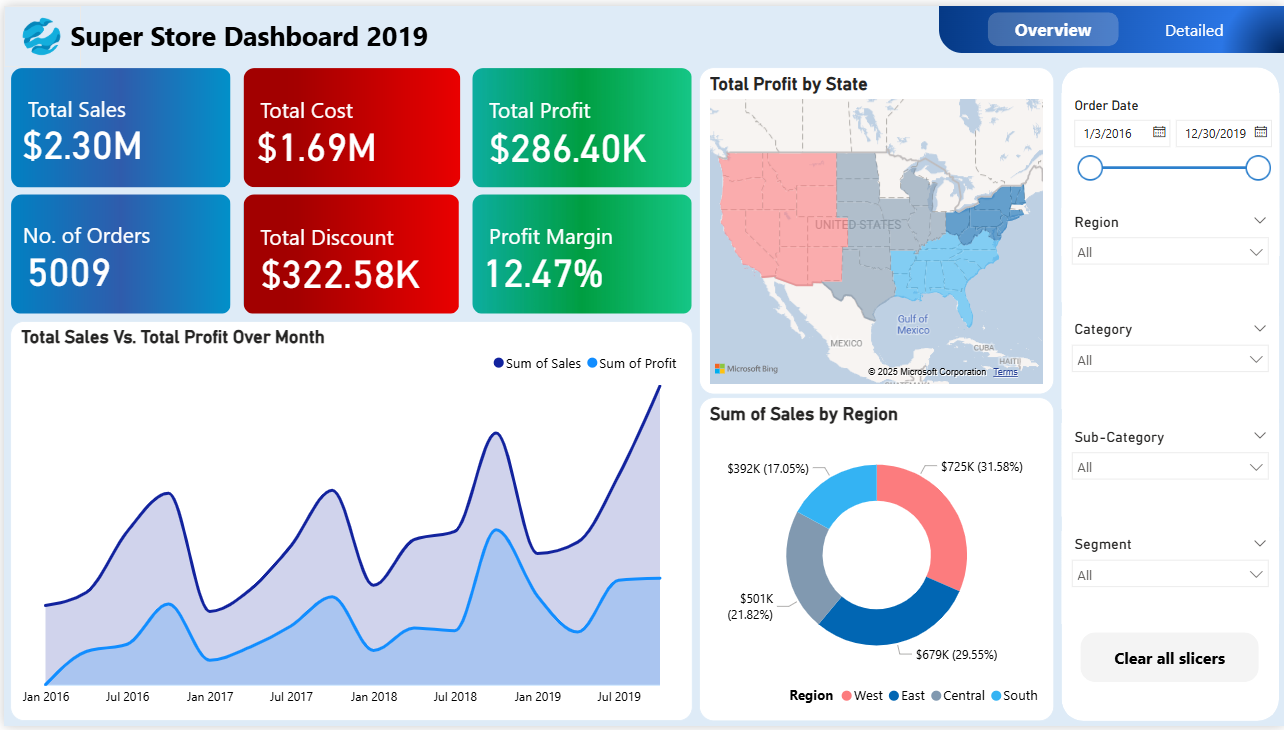 Super Store Dashboard 2019
Overview
Detailed
Total Sales
$2.30M
Total Cost
$1.69M
Total Profit
$286.40K
No. of Orders
5009
Total Discount
$322.58K
Profit Margin
12.47%
Total Sales Vs. Total Profit Over Month
Sum of Sales
Sum of Profit
Jan 2016
Jul 2016
Jan 2017
Jul 2017
Jan 2018
Jul 2018
Jan 2019
Jul 2019
Total Profit by State
UNITED STATES
Gulf of
Mexico
MEXICO
CUBA
HAITI
Microsoft Bing
© 2025 Microsoft Corporation
Terms
Sum of Sales by Region
$392K (17.05%)
$725K (31.58%)
$501K
(21.82%)
$679K (29.55%)
Region
West
East
Central
South
Order Date
1/3/2016
12/30/2019
Region
All
Category
All
Sub-Category
All
Segment
All
Clear all slicers